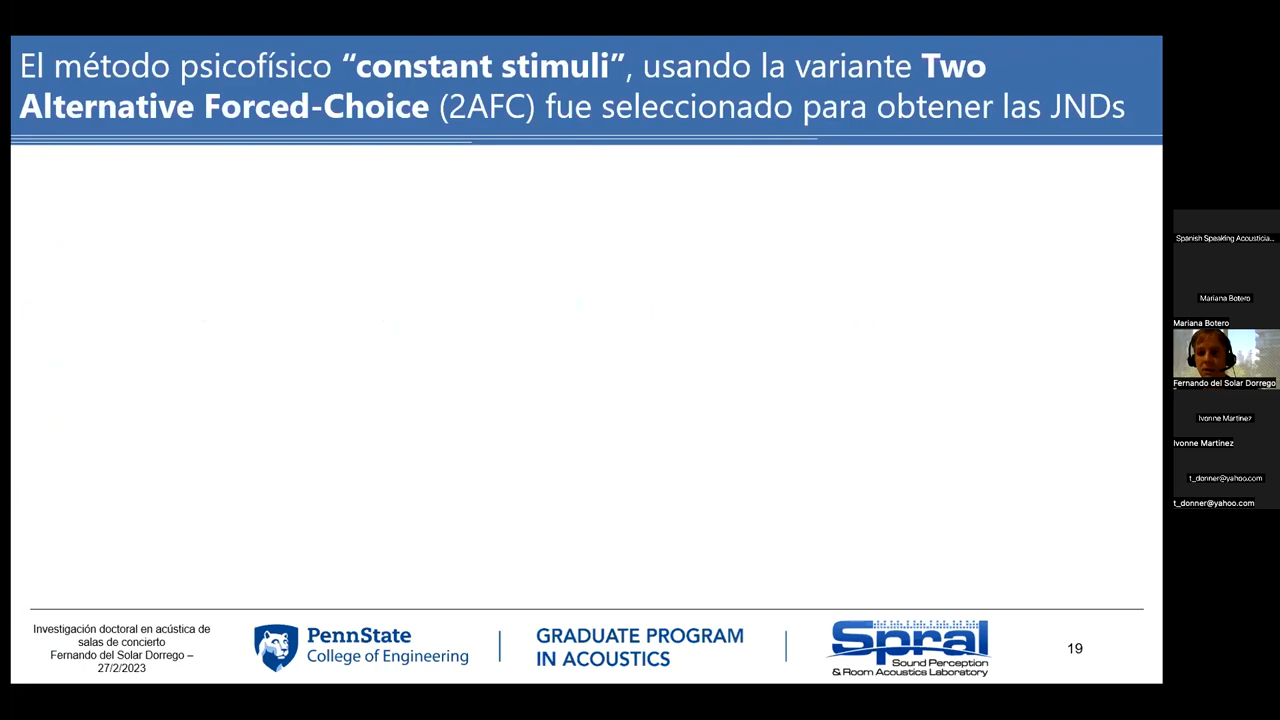 El método psicofísico “constant stimuli”, usando la variante Two
Alternative Forced-Choice (2AFC) fue seleccionado para obtener las JNDs
Spanish Speaking Acousticia...
Mariana Botero
Mariana Botero
Fernando del Solar Dorrego
Ivonne Martinez
Ivonne Martinez
t_donner@yahoo.com
t_donner@yahoo.com
Investigación doctoral en acústica de
salas de concierto
Fernando del Solar Dorrego –
27/2/2023
PennState
College of Engineering
GRADUATE PROGRAM
IN ACOUSTICS
Spral
Sound Perception
& Room Acoustics Laboratory
19